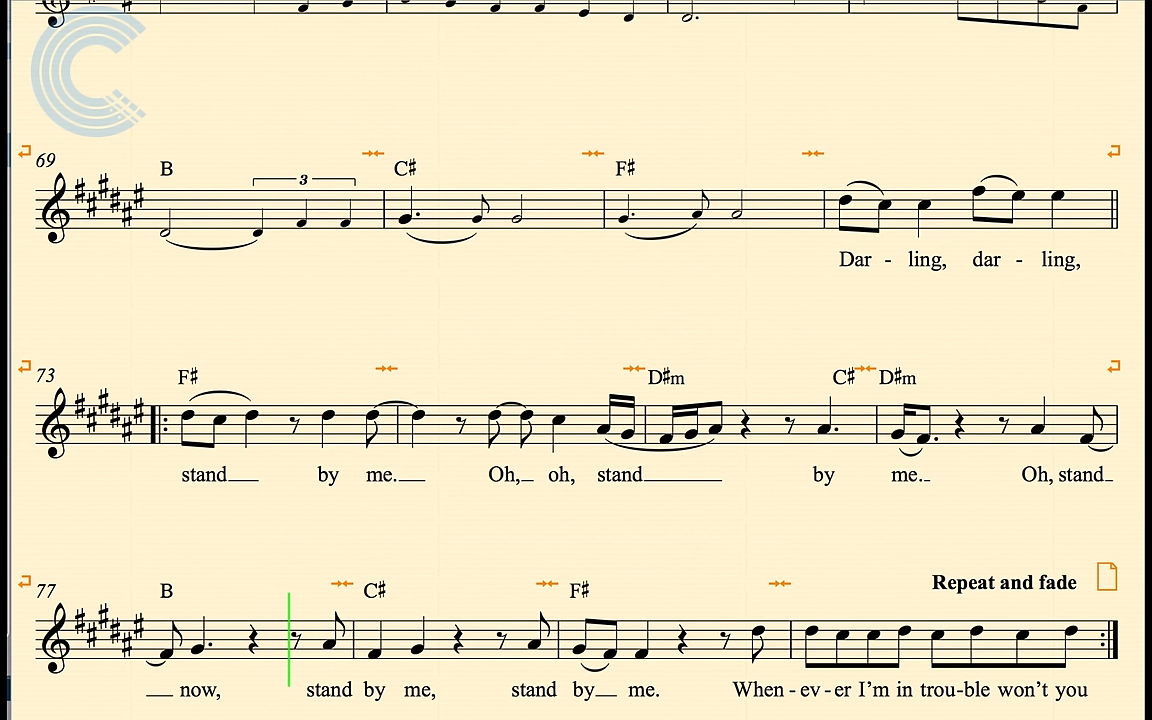 69 B 3 C♯ F♯
Dar - ling, dar - ling,
73 F♯ D♯m C♯ D♯m
stand by me. Oh, oh, stand by me. Oh, stand
77 B C♯ F♯ Repeat and fade
now, stand by me, stand by me. When - ev - er I'm in trou - ble won't you